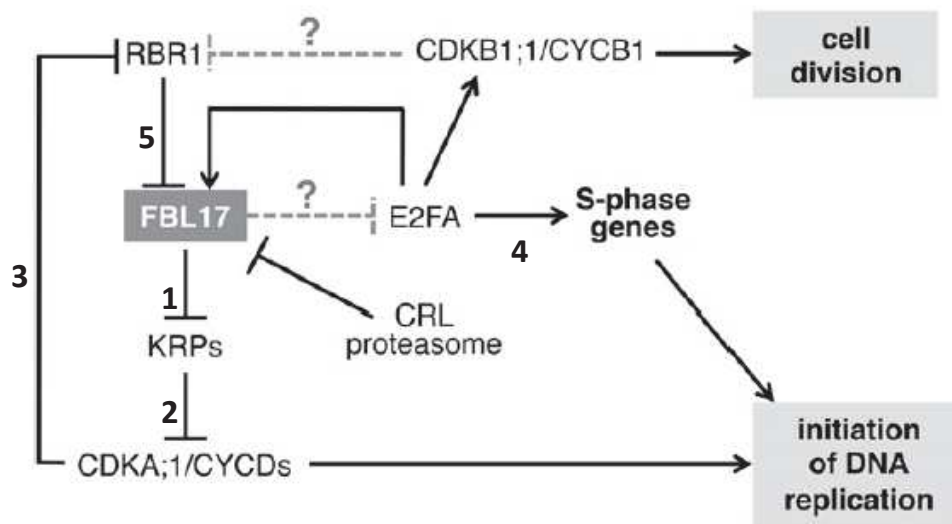 ?
RBR1
CDKB1;1/CYCB1
cell
division
5
?
FBL17
E2FA
S-phase
genes
4
3
1
CRL
proteasome
KRPs
2
CDKA;1/CYCDs
initiation
of DNA
replication